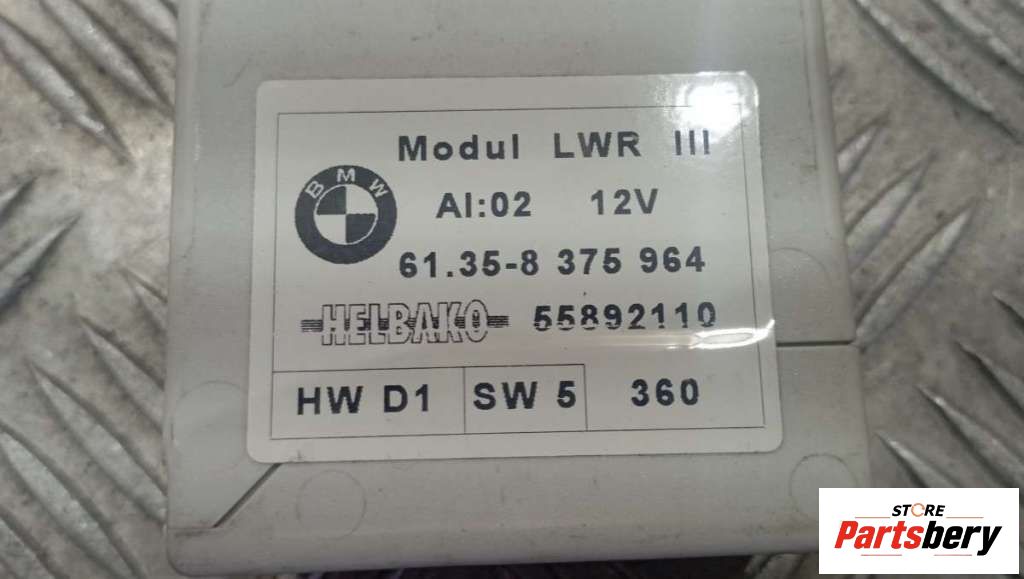 Modul LWR III
BMW
AI:02 12V
61.35-8 375 964
HELBAKO 55892110
HW D1 SW 5 360
STORE
Partsbery